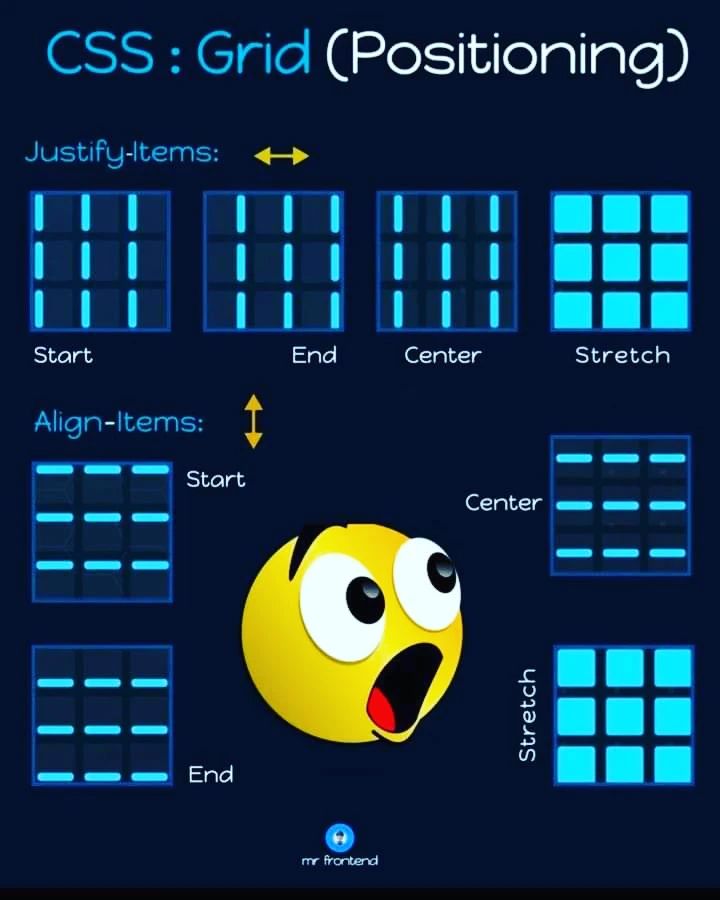 CSS : Grid (Positioning)
Justify-Items:
Start
End
Center
Stretch
Align-Items:
Start
Center
End
Stretch
mr frontend